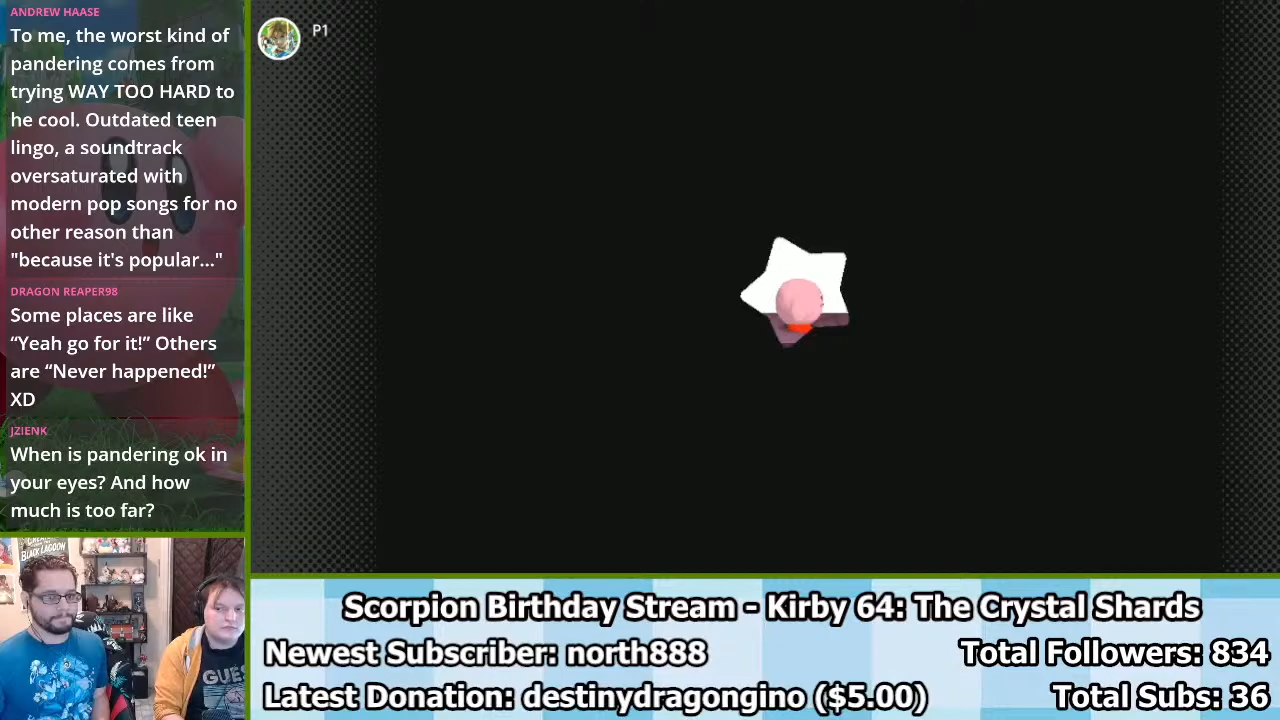 ANDREW HAASE
To me, the worst kind of
pandering comes from
trying WAY TOO HARD to
he cool. Outdated teen
lingo, a soundtrack
oversaturated with
modern pop songs for no
other reason than
"because it's popular..."
DRAGON REAPER98
Some places are like
“Yeah go for it!” Others
are “Never happened!”
XD
JZIENK
When is pandering ok in
your eyes? And how
much is too far?
P1
BLACK LAGOON
GUES
Scorpion Birthday Stream - Kirby 64: The Crystal Shards
Newest Subscriber: north888
Total Followers: 834
Latest Donation: destinydragongino ($5.00)
Total Subs: 36